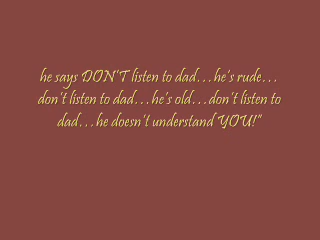 he says DON'T listen to dad...he's rude...
don't listen to dad...he's old...don't listen to
dad...he doesn't understand YOU!"